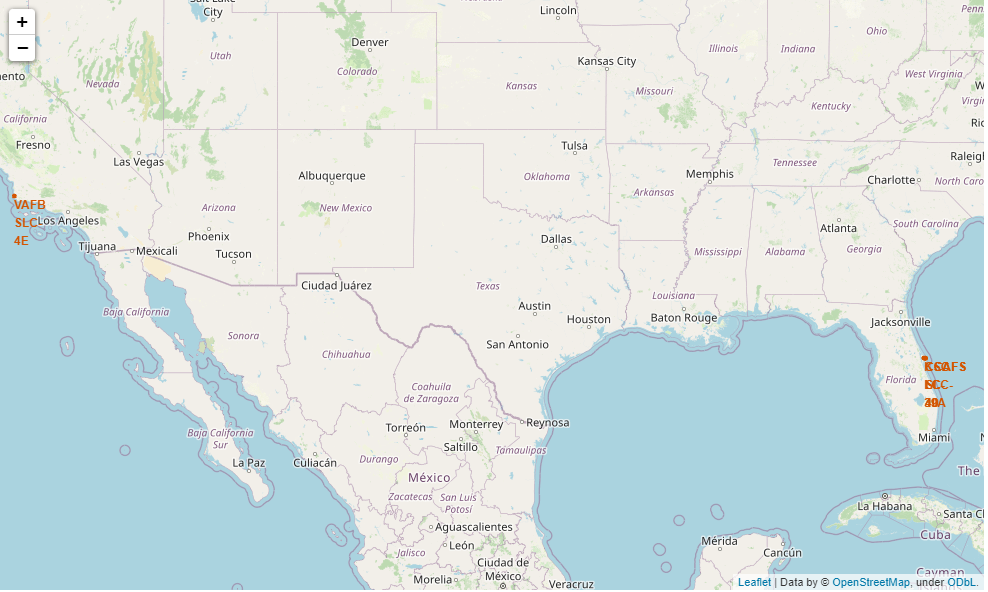 +
−
Salt Lake
City
Lincoln
Denver
Utah
Colorado
Nevada
Kansas City
Kansas
Missouri
Illinois
Indiana
Ohio
West Virginia
Kentucky
California
Fresno
Las Vegas
Tulsa
Oklahoma
Albuquerque
New Mexico
Arizona
Memphis
Tennessee
Arkansas
Charlotte
Raleigh
North Caro
South Carolina
Atlanta
Georgia
Mississippi
Alabama
VAFB
SLC-
4E
Los Angeles
Tijuana
Mexicali
Phoenix
Tucson
Dallas
Ciudad Juárez
Texas
Austin
Houston
San Antonio
Louisiana
Baton Rouge
Jacksonville
Florida
Miami
Baja California
Sonora
Chihuahua
Coahuila
de Zaragoza
Torreón
Monterrey
Reynosa
Saltillo
Tamaulipas
Baja California
Sur
La Paz
Culiacán
Durango
México
Zacatecas
San Luis
Potosí
Aguascalientes
León
Jalisco
Ciudad de
México
Morelia
Veracruz
Mérida
Cancún
La Habana
Santa Cl
Cuba
The
Cayman
Leaflet | Data by © OpenStreetMap, under ODbL.